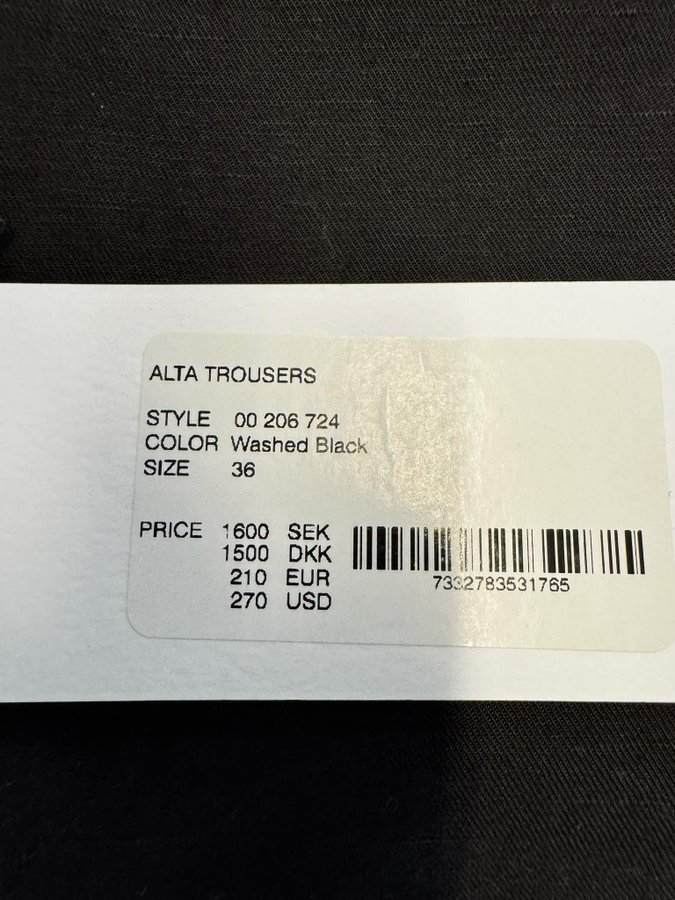 ALTA TROUSERS
STYLE 00 206 724
COLOR Washed Black
SIZE 36
PRICE 1600 SEK
1500 DKK
210 EUR
270 USD
7332783531765